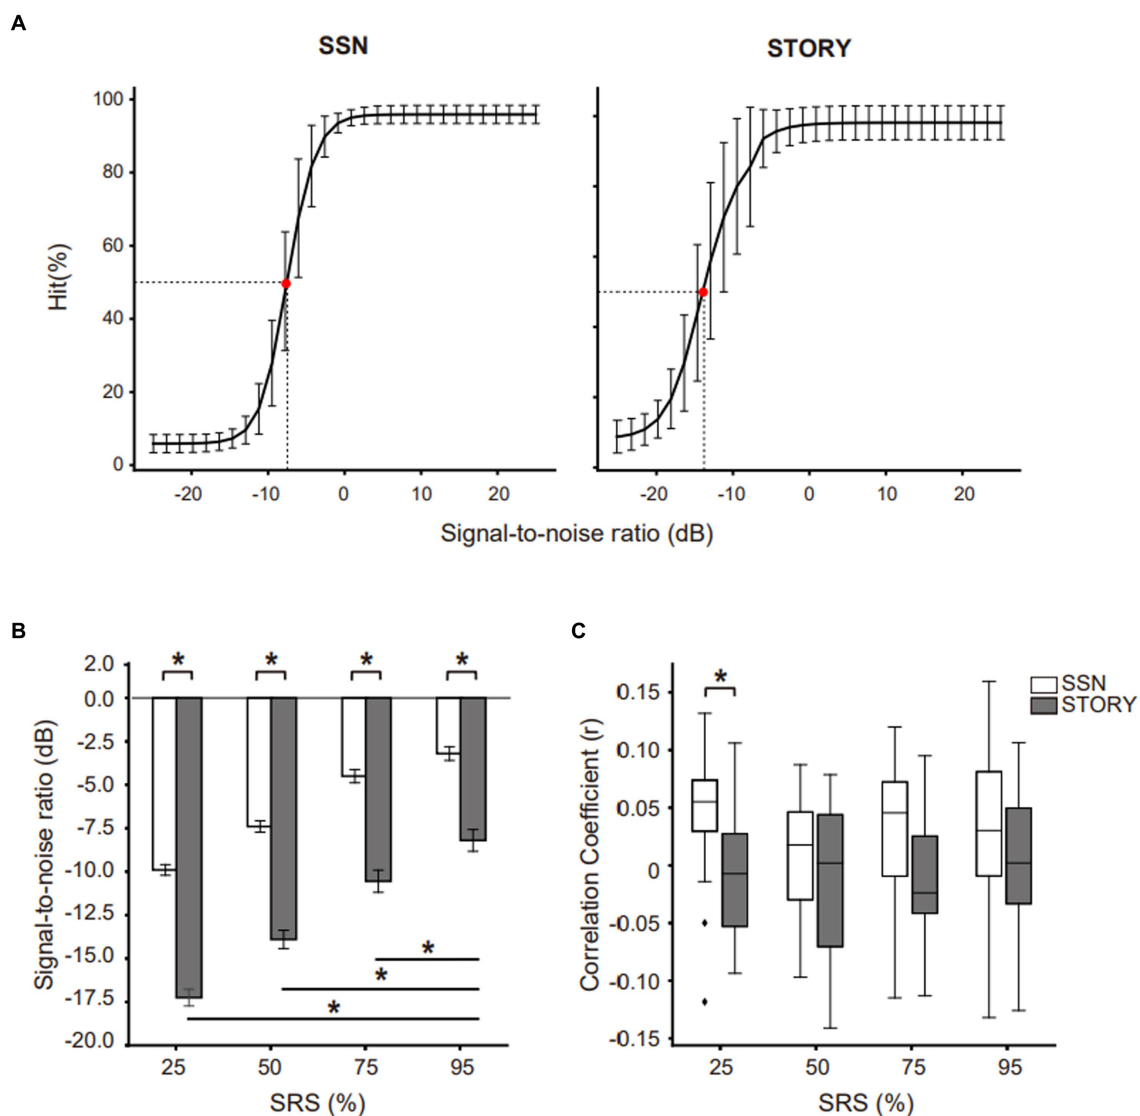 A
SSN
STORY
Hit(%)
100
80
60
40
20
0
-20 -10 0 10 20
-20 -10 0 10 20
Signal-to-noise ratio (dB)
B
Signal-to-noise ratio (dB)
2.0
0.0
-2.5
-5.0
-7.5
-10.0
-12.5
-15.0
-17.5
-20.0
* * * *
*
*
*
25 50 75 95
SRS (%)
C
Correlation Coefficient (r)
0.15
0.10
0.05
0
-0.05
-0.10
-0.15
*
SSN
STORY
25 50 75 95
SRS (%)